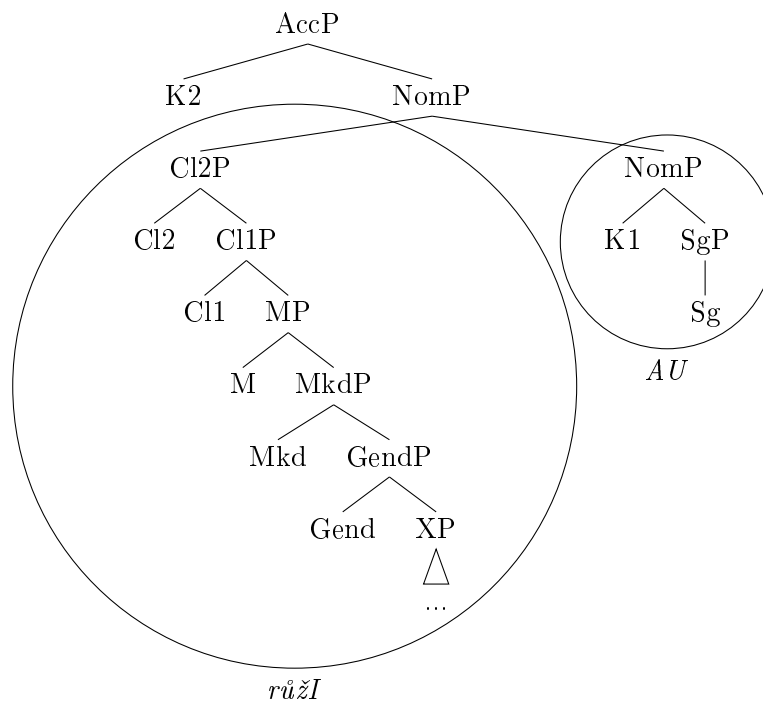 AccP
K2 NomP
Cl2P NomP
Cl2 Cl1P K1 SgP
Cl1 MP Sg
M MkdP AU
Mkd GendP
Gend XP
...
růžI